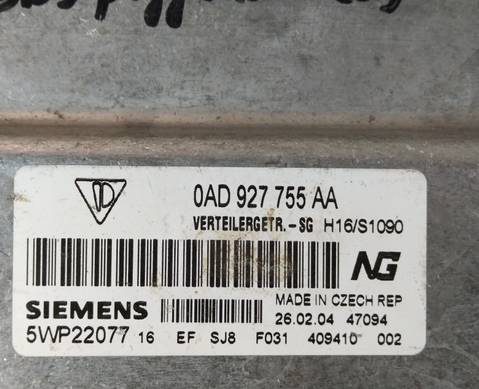 0AD 927 755 AA
VERTEILERGETR.-SG H16/S1090
NG
SIEMENS
MADE IN CZECH REP
26.02.04 47094
5WP22077 16 EF SJ8 F031 409410 002